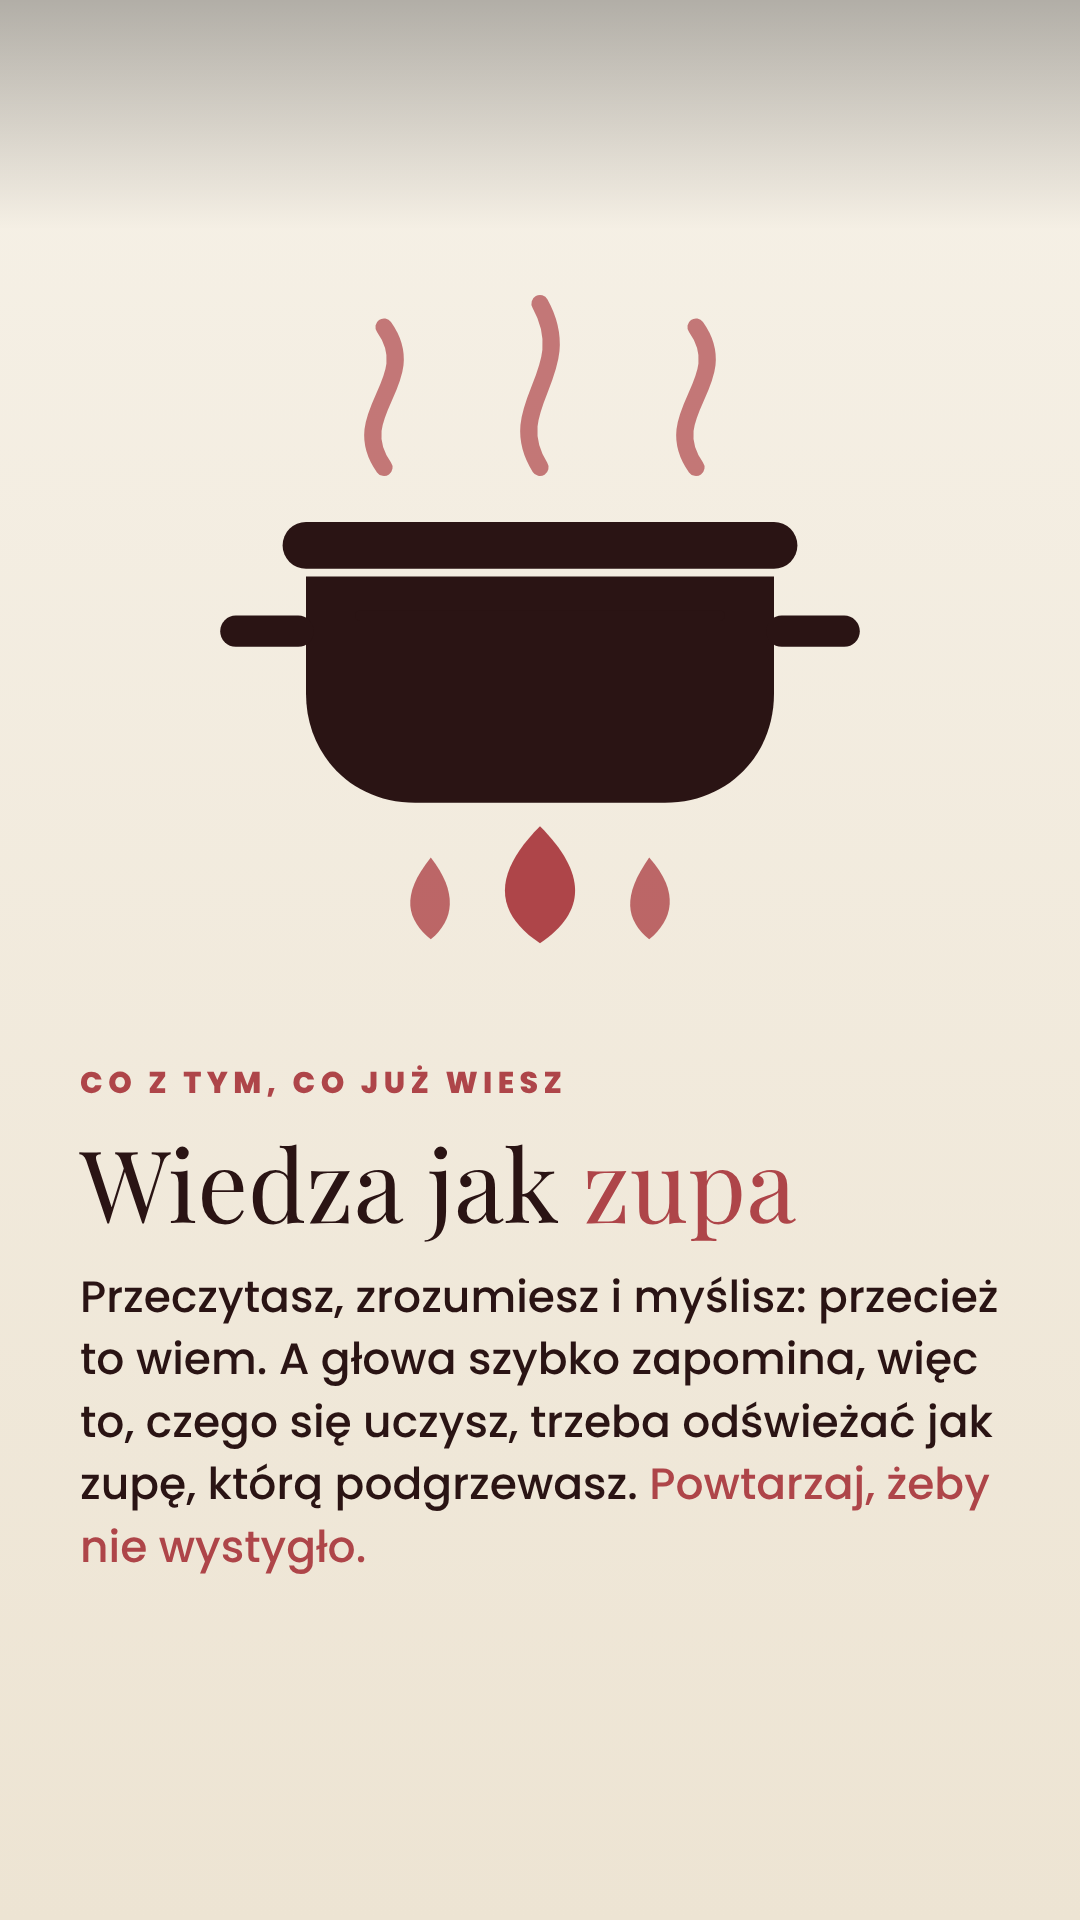 CO Z TYM, CO JUŻ WIESZ
Wiedza jak zupa
Przeczytasz, zrozumiesz i myślisz: przecież
to wiem. A głowa szybko zapomina, więc
to, czego się uczysz, trzeba odświeżać jak
zupę, którą podgrzewasz. Powtarzaj, żeby
nie wystygło.